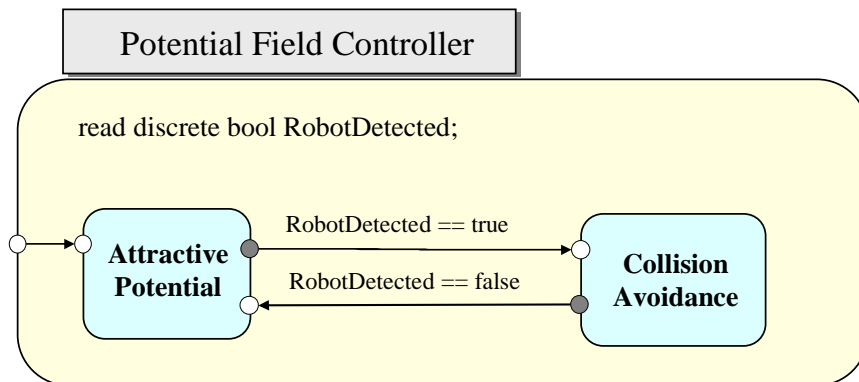 Potential Field Controller
read discrete bool RobotDetected;
RobotDetected == true
Attractive
Potential
RobotDetected == false
Collision
Avoidance